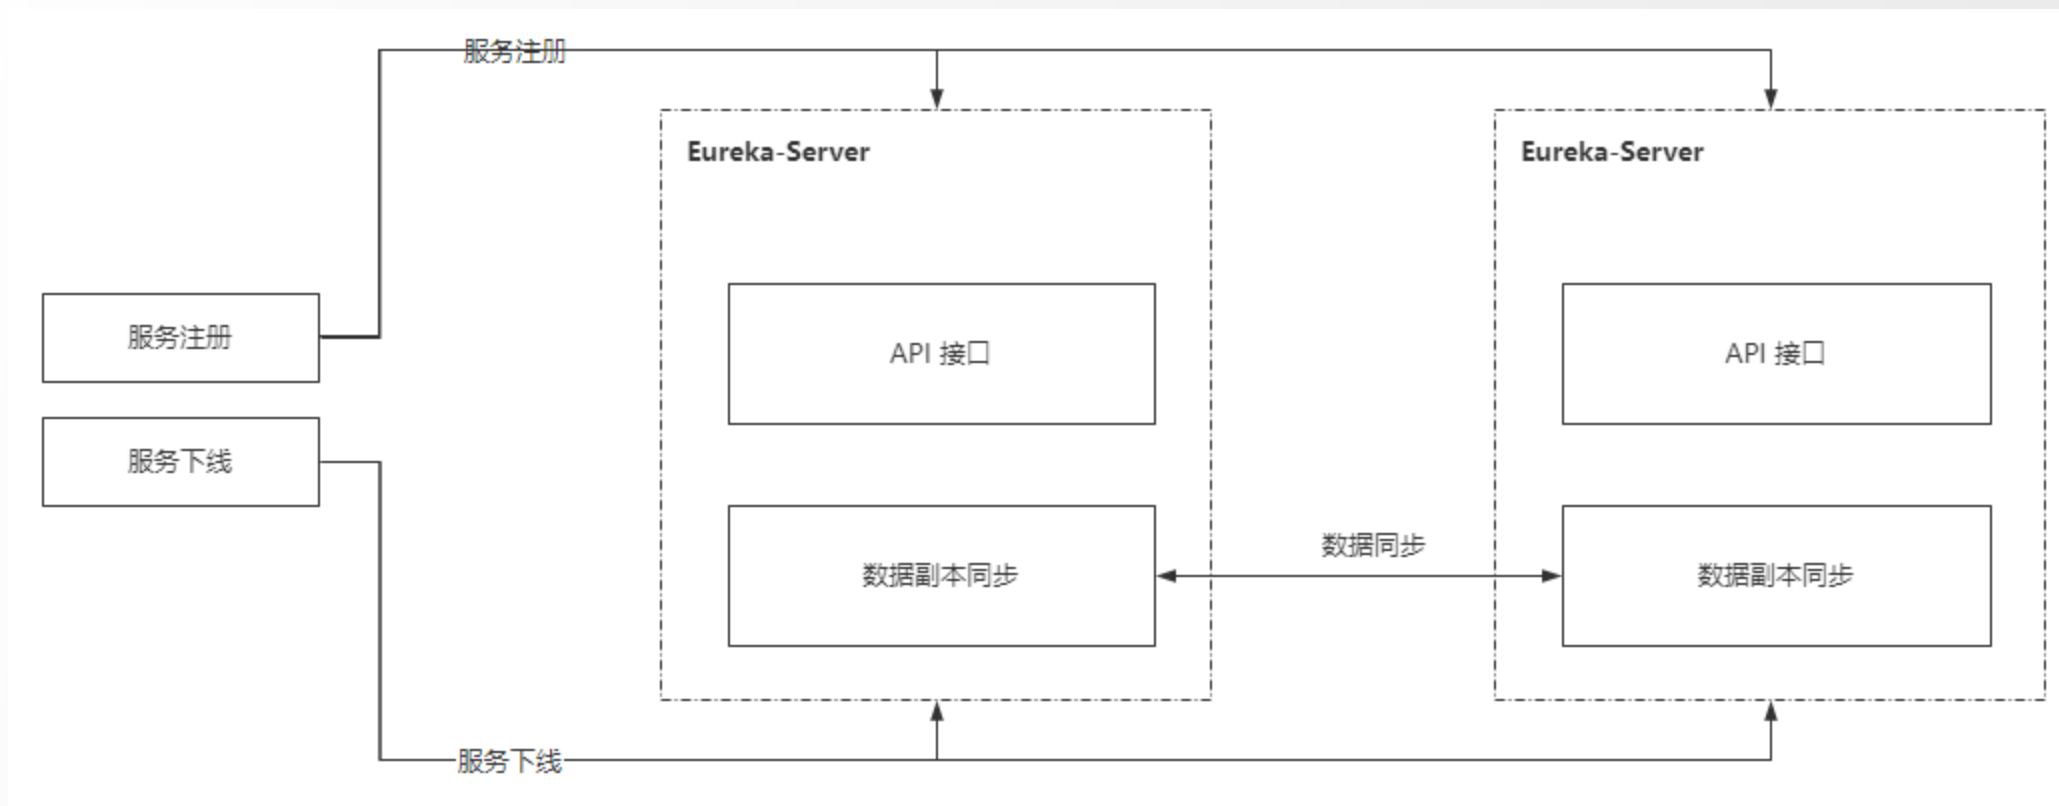 服务注册
Eureka-Server
Eureka-Server
服务注册
API 接口
API 接口
服务下线
数据同步
数据副本同步
数据副本同步
服务下线